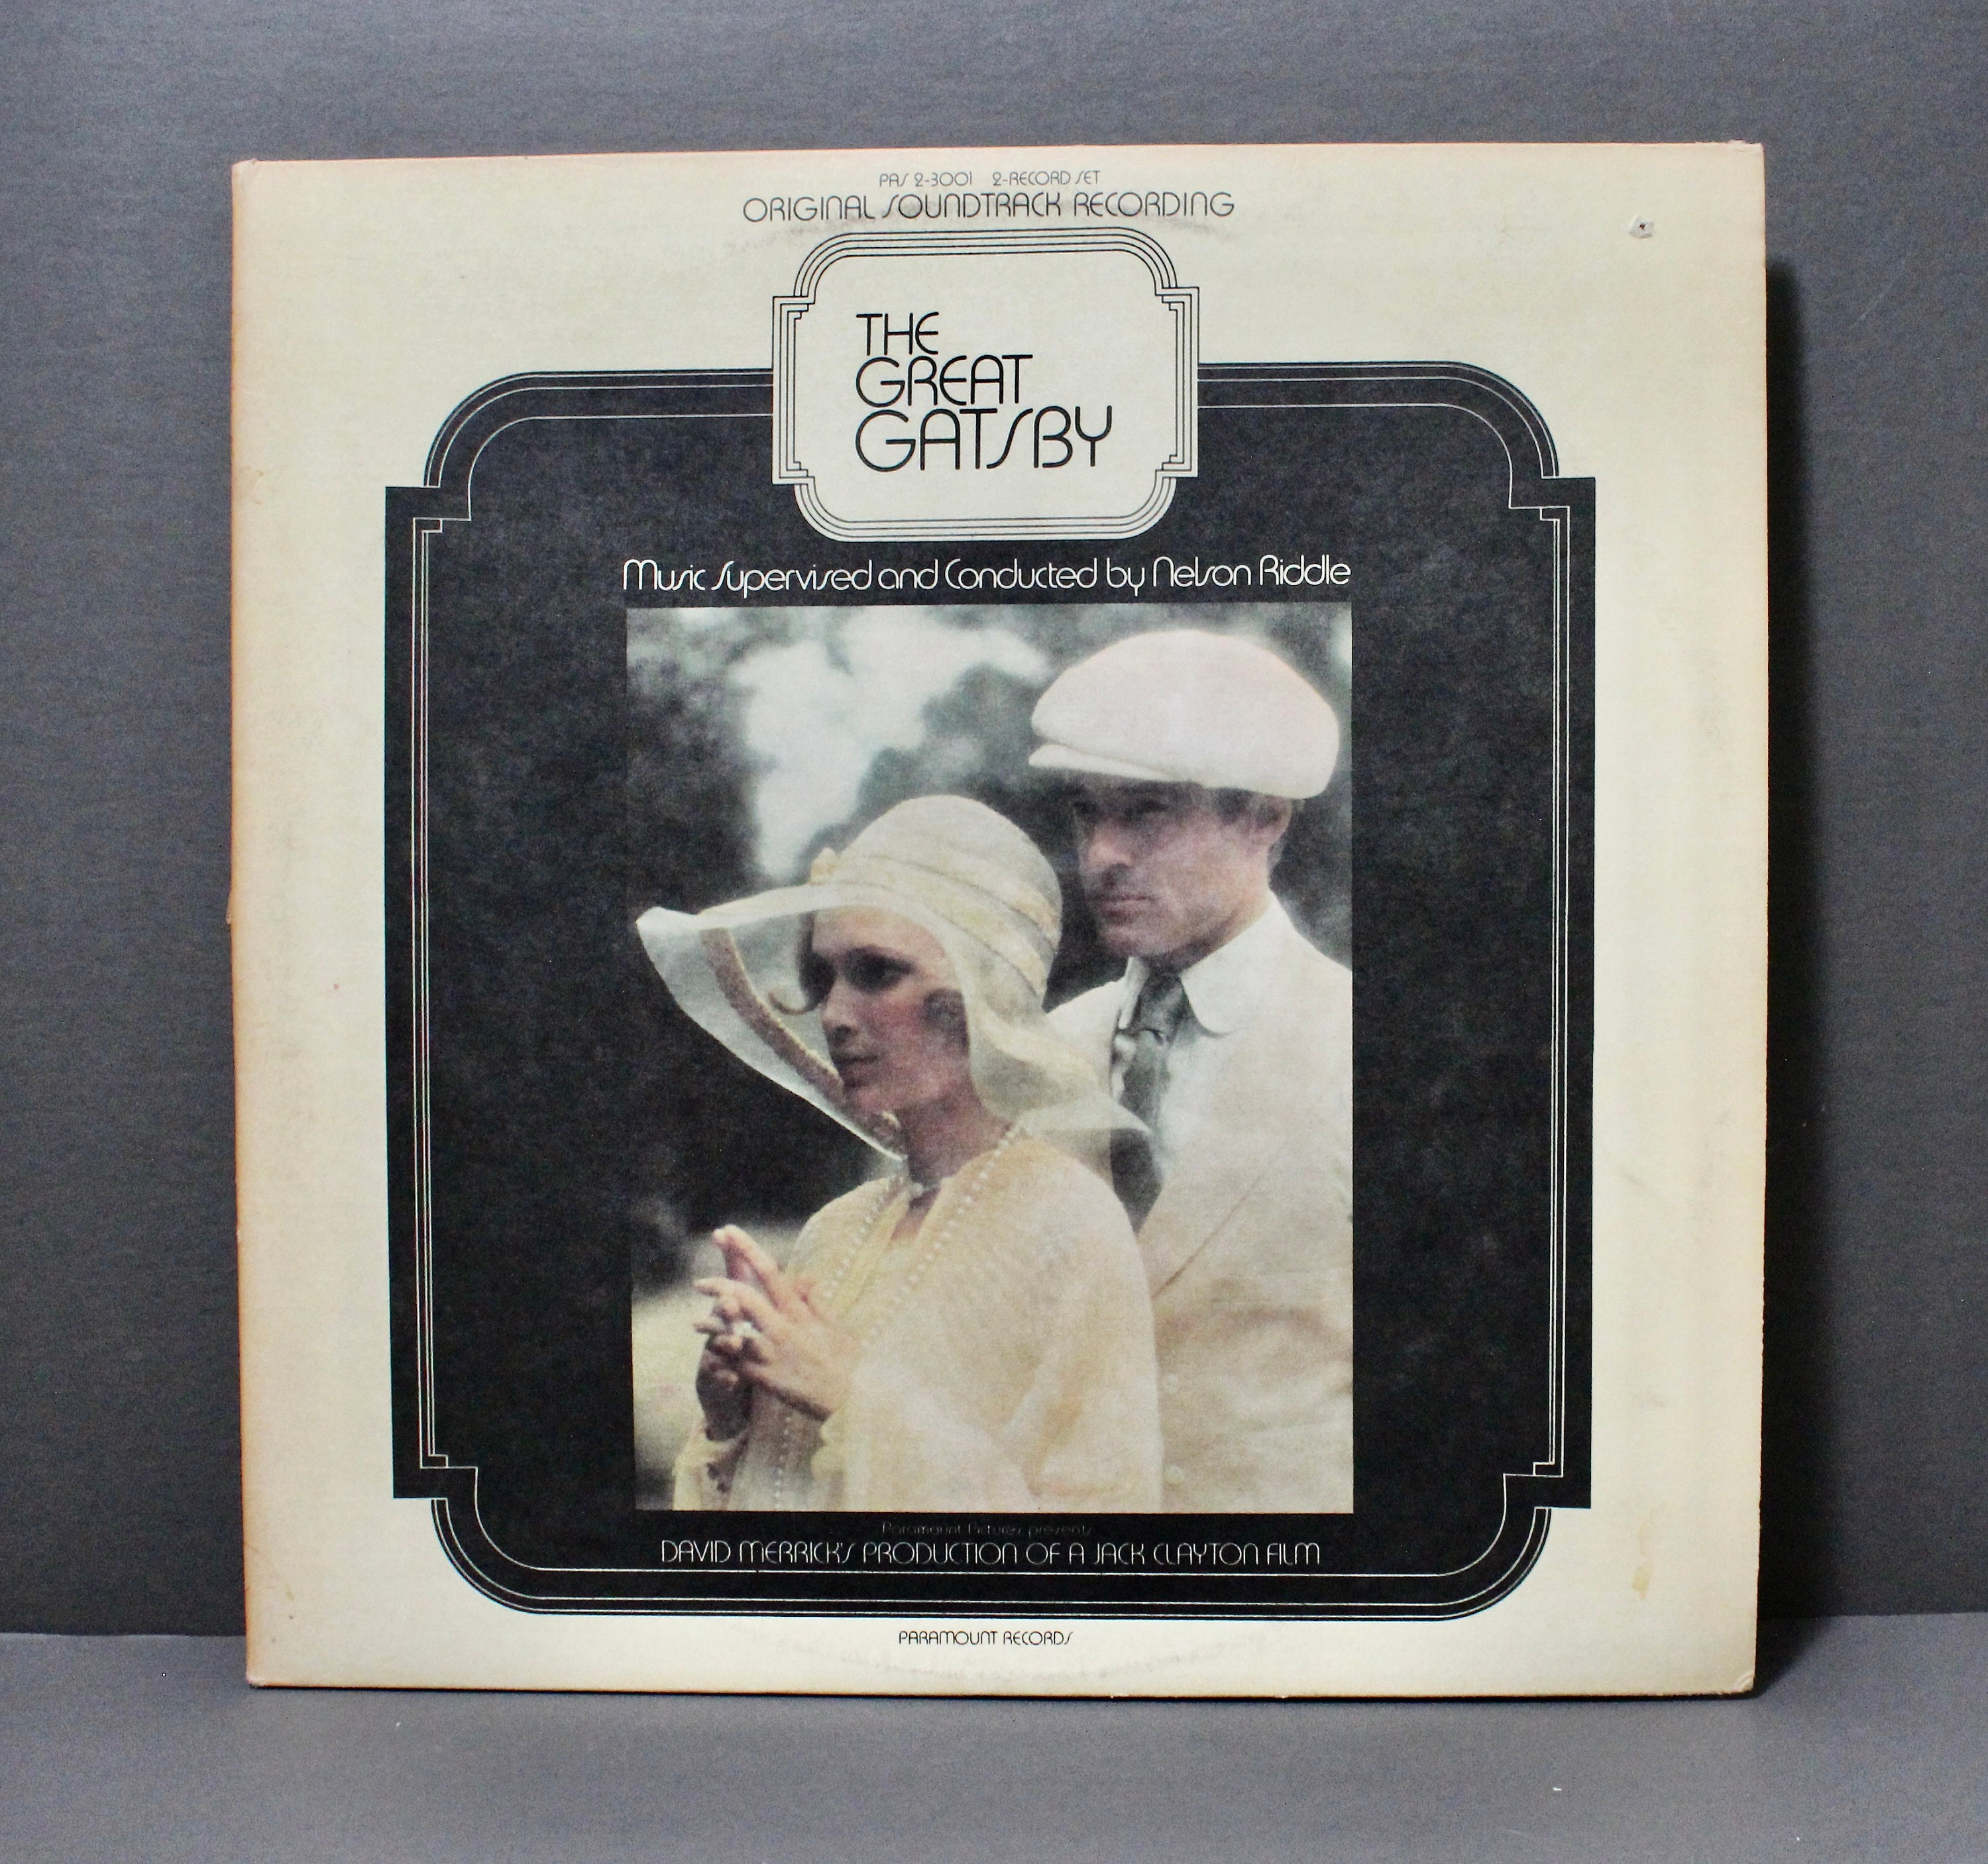 PAS 2-3001 2-RECORD SET
ORIGINAL SOUNDTRACK RECORDING
THE
GREAT
GATSBY
Music Supervised and Conducted by Nelson Riddle
Paramount Pictures presents
DAVID MERRICK'S PRODUCTION OF A JACK CLAYTON FILM
PARAMOUNT RECORDS